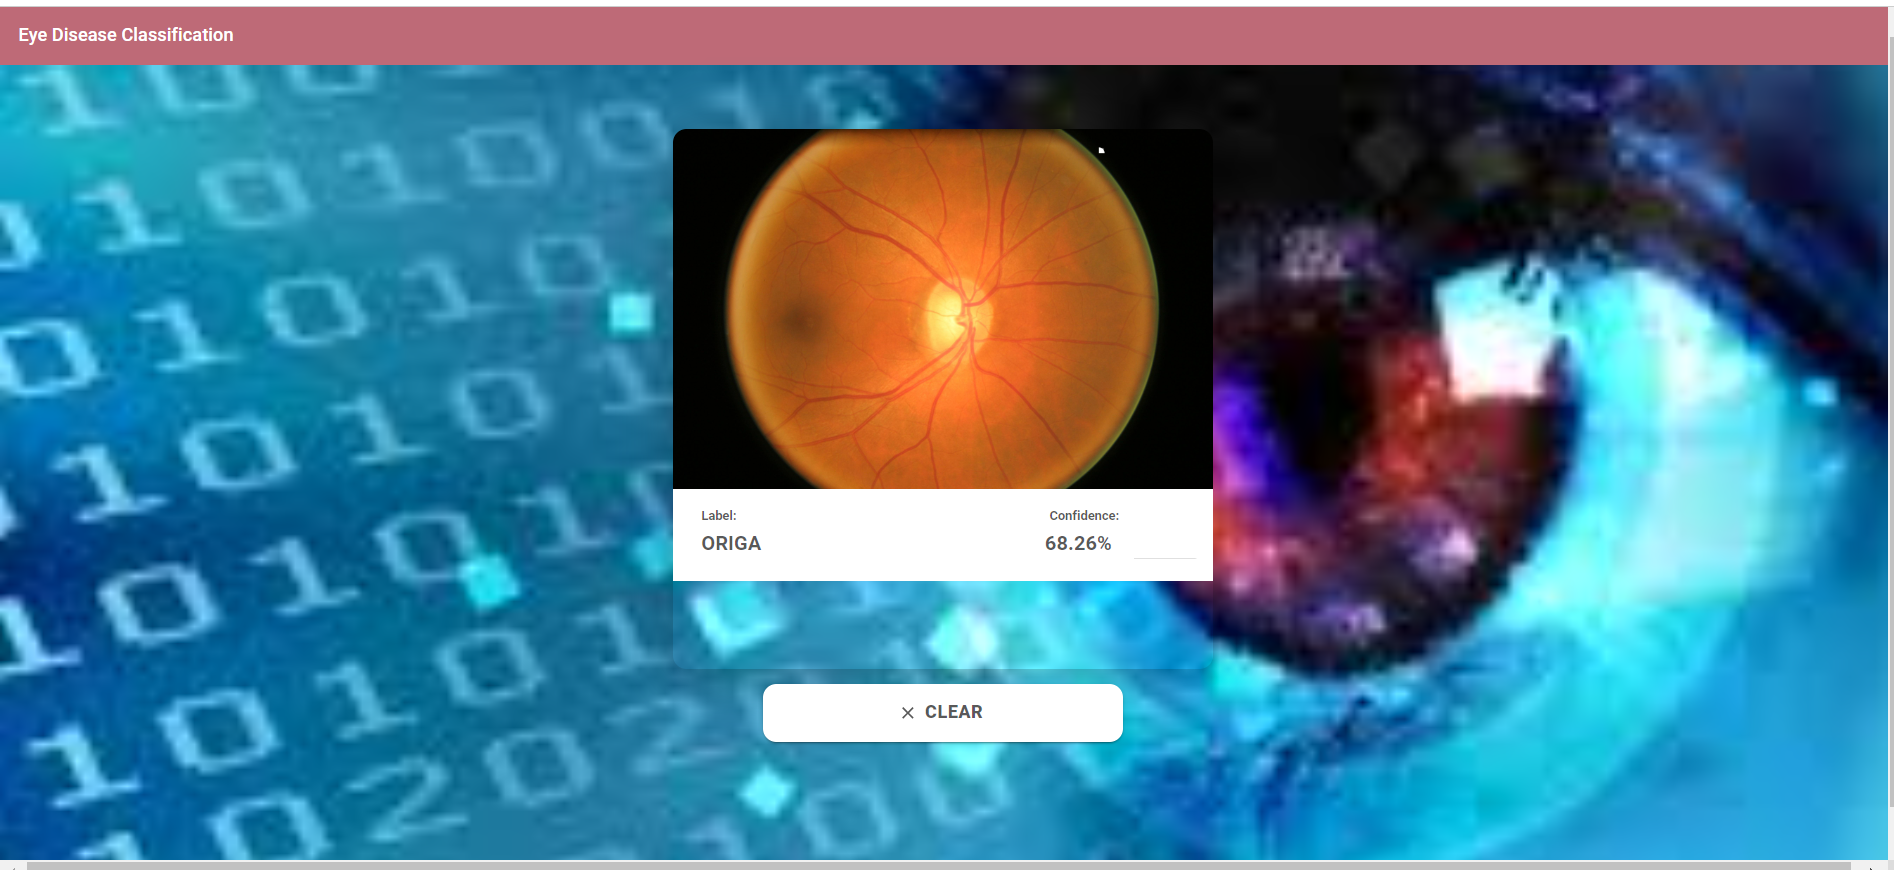 Eye Disease Classification
Label:
Confidence:
ORIGA
68.26%
CLEAR